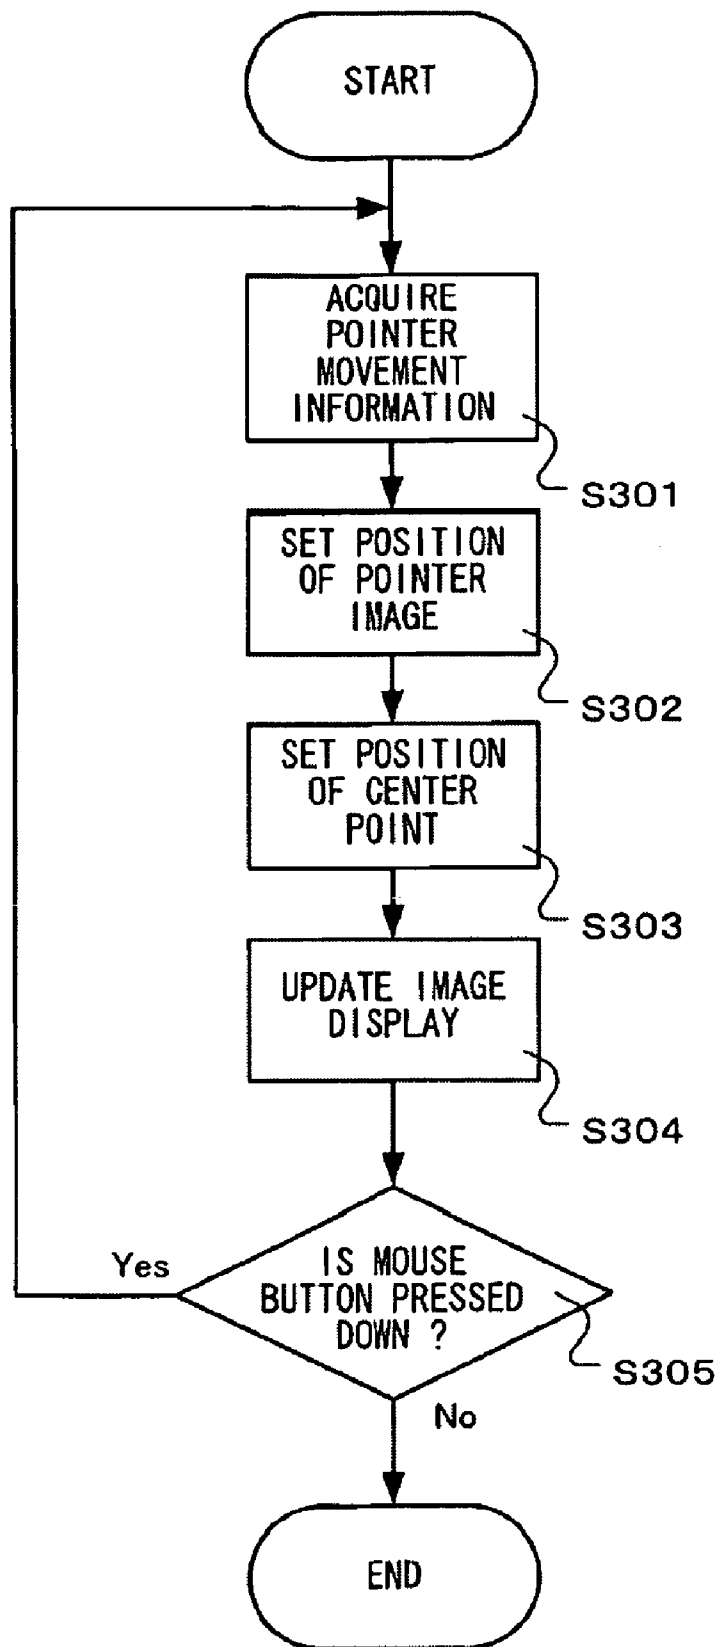 START
ACQUIRE
POINTER
MOVEMENT
INFORMATION
S301
SET POSITION
OF POINTER
IMAGE
S302
SET POSITION
OF CENTER
POINT
S303
UPDATE IMAGE
DISPLAY
S304
Yes
IS MOUSE
BUTTON PRESSED
DOWN ?
S305
No
END